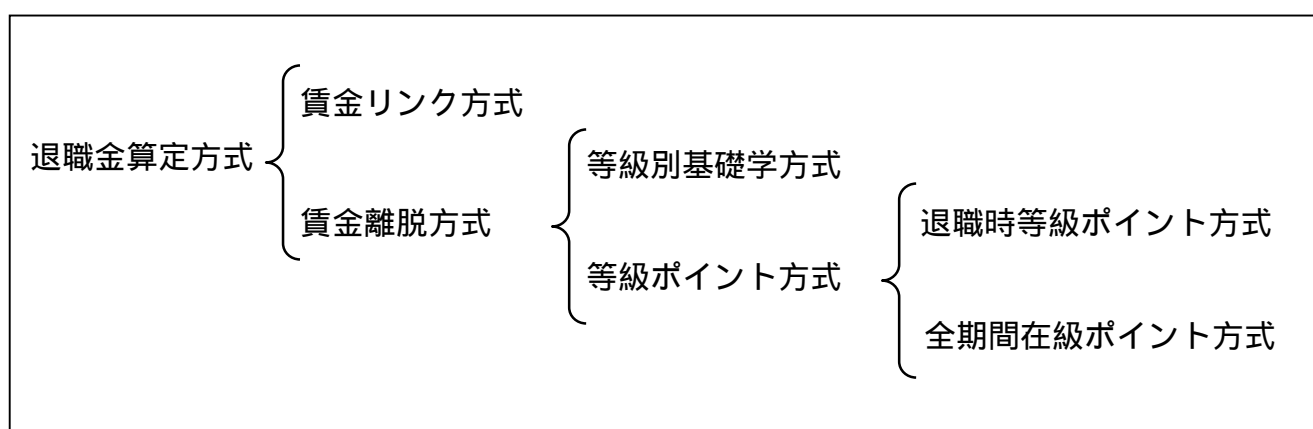 賃金リンク方式
退職金算定方式
等級別基礎学方式
賃金離脱方式
退職時等級ポイント方式
等級ポイント方式
全期間在級ポイント方式